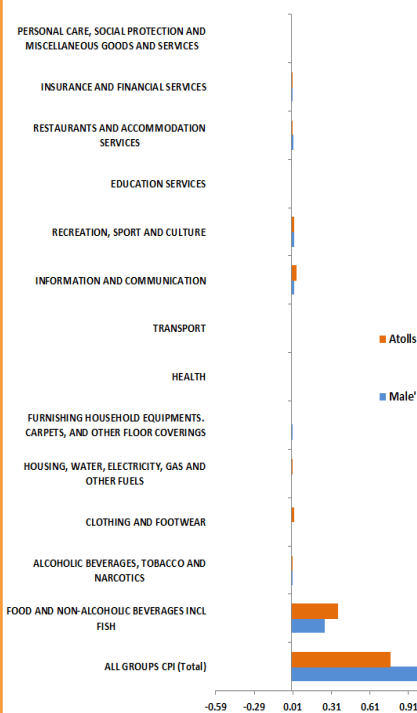 PERSONAL CARE, SOCIAL PROTECTION AND
MISCELLANEOUS GOODS AND SERVICES
INSURANCE AND FINANCIAL SERVICES
RESTAURANTS AND ACCOMMODATION
SERVICES
EDUCATION SERVICES
RECREATION, SPORT AND CULTURE
INFORMATION AND COMMUNICATION
TRANSPORT
Atolls
HEALTH
Male'
FURNISHING HOUSEHOLD EQUIPMENTS.
CARPETS, AND OTHER FLOOR COVERINGS
HOUSING, WATER, ELECTRICITY, GAS AND
OTHER FUELS
CLOTHING AND FOOTWEAR
ALCOHOLIC BEVERAGES, TOBACCO AND
NARCOTICS
FOOD AND NON-ALCOHOLIC BEVERAGES INCL
FISH
ALL GROUPS CPI (Total)
-0.59 -0.29 0.01 0.31 0.61 0.91